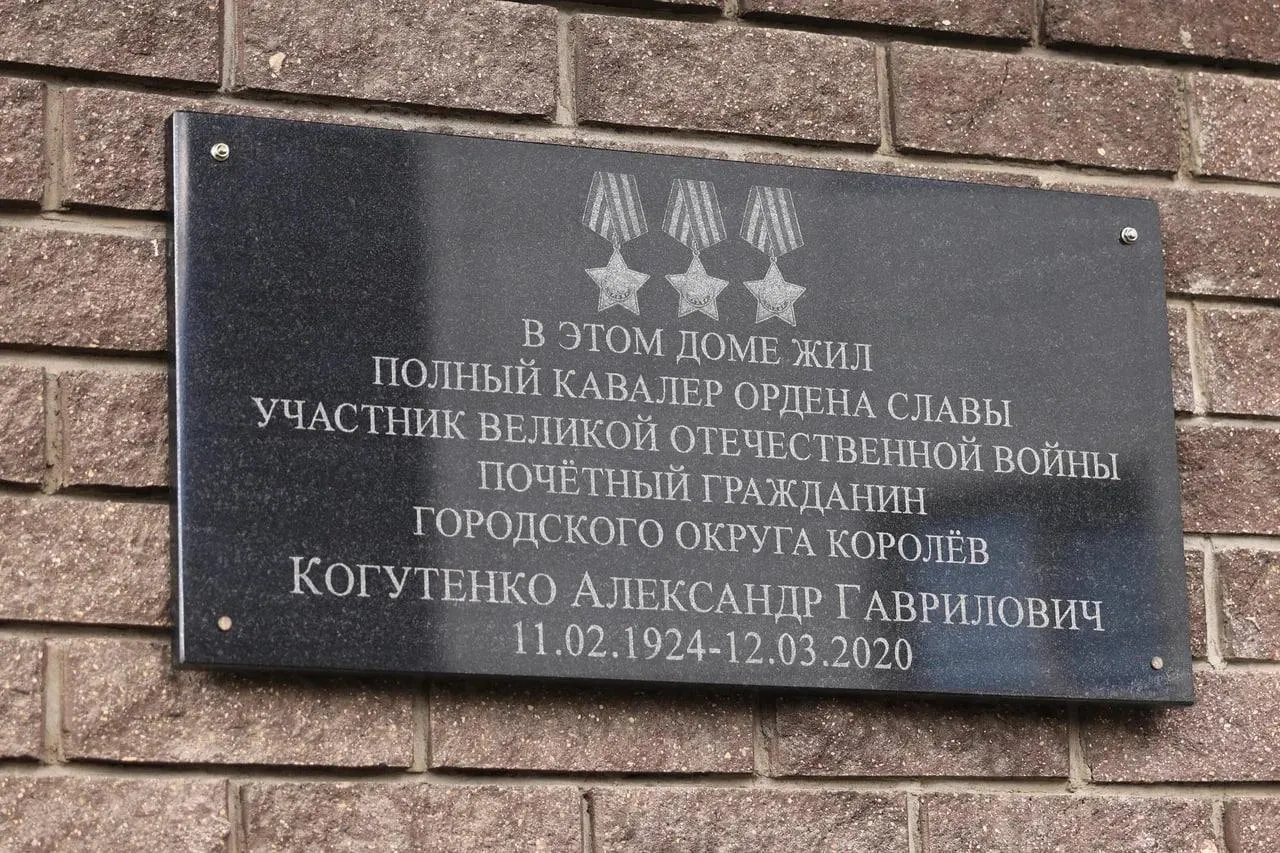 В ЭТОМ ДОМЕ ЖИЛ
ПОЛНЫЙ КАВАЛЕР ОРДЕНА СЛАВЫ
УЧАСТНИК ВЕЛИКОЙ ОТЕЧЕСТВЕННОЙ ВОЙНЫ
ПОЧЁТНЫЙ ГРАЖДАНИН
ГОРОДСКОГО ОКРУГА КОРОЛЁВ
КОГУТЕНКО АЛЕКСАНДР ГАВРИЛОВИЧ
11.02.1924-12.03.2020